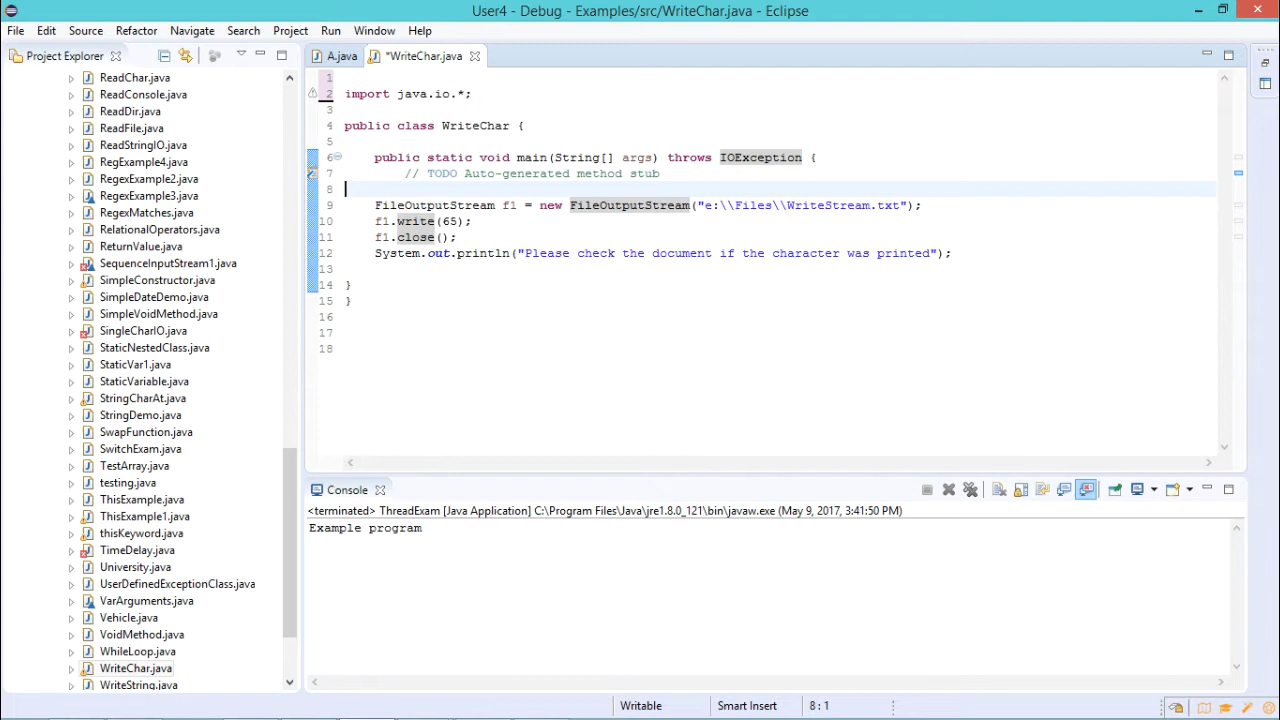 User4 - Debug - Examples/src/WriteChar.java - Eclipse
File Edit Source Refactor Navigate Search Project Run Window Help
Project Explorer
ReadChar.java
ReadConsole.java
ReadDir.java
ReadFile.java
ReadStringIO.java
RegExample4.java
RegexExample2.java
RegexExample3.java
RegexMatches.java
RelationalOperators.java
ReturnValue.java
SequenceInputStream1.java
SimpleConstructor.java
SimpleDateDemo.java
SimpleVoidMethod.java
SingleCharIO.java
StaticNestedClass.java
StaticVar1.java
StaticVariable.java
StringCharAt.java
StringDemo.java
SwapFunction.java
SwitchExam.java
TestArray.java
testing.java
ThisExample.java
ThisExample1.java
thisKeyword.java
TimeDelay.java
University.java
UserDefinedExceptionClass.java
VarArguments.java
Vehicle.java
VoidMethod.java
WhileLoop.java
WriteChar.java
WriteString.java
A.java *WriteChar.java
1
2 import java.io.*;
3
4 public class WriteChar {
5
6 public static void main(String[] args) throws IOException {
7 // TODO Auto-generated method stub
8
9 FileOutputStream f1 = new FileOutputStream("e:\\Files\\WriteStream.txt");
10 f1.write(65);
11 f1.close();
12 System.out.println("Please check the document if the character was printed");
13
14 }
15 }
16
17
18
Console
<terminated> ThreadExam [Java Application] C:\Program Files\Java\jre1.8.0_121\bin\javaw.exe (May 9, 2017, 3:41:50 PM)
Example program
Writable Smart Insert 8 : 1